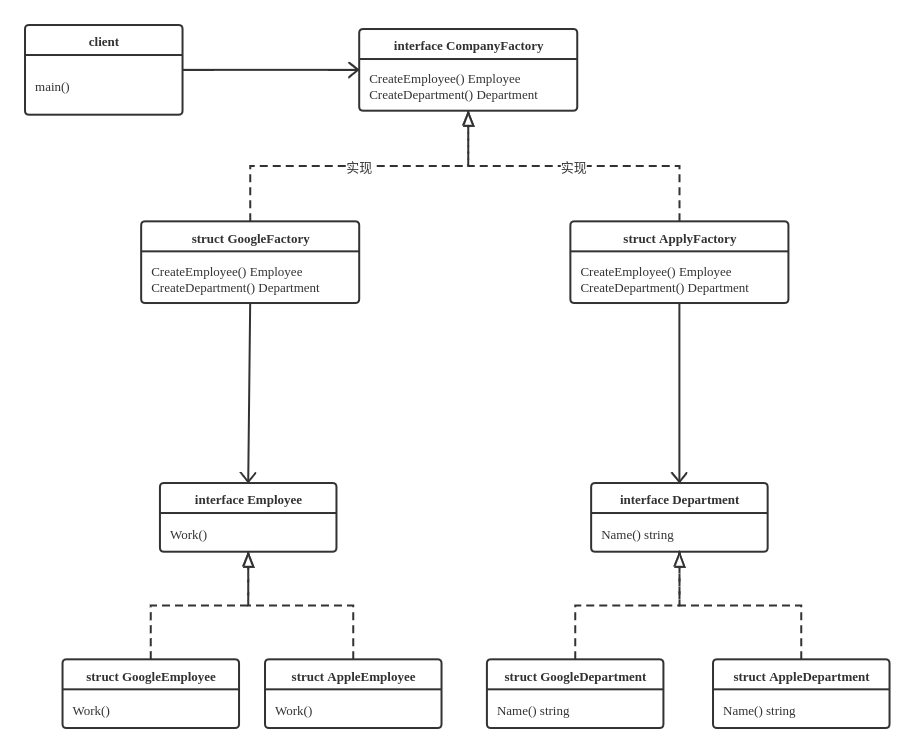 client
main()
interface CompanyFactory
CreateEmployee() Employee
CreateDepartment() Department
实现
实现
struct GoogleFactory
CreateEmployee() Employee
CreateDepartment() Department
struct ApplyFactory
CreateEmployee() Employee
CreateDepartment() Department
interface Employee
Work()
interface Department
Name() string
struct GoogleEmployee
Work()
struct AppleEmployee
Work()
struct GoogleDepartment
Name() string
struct AppleDepartment
Name() string